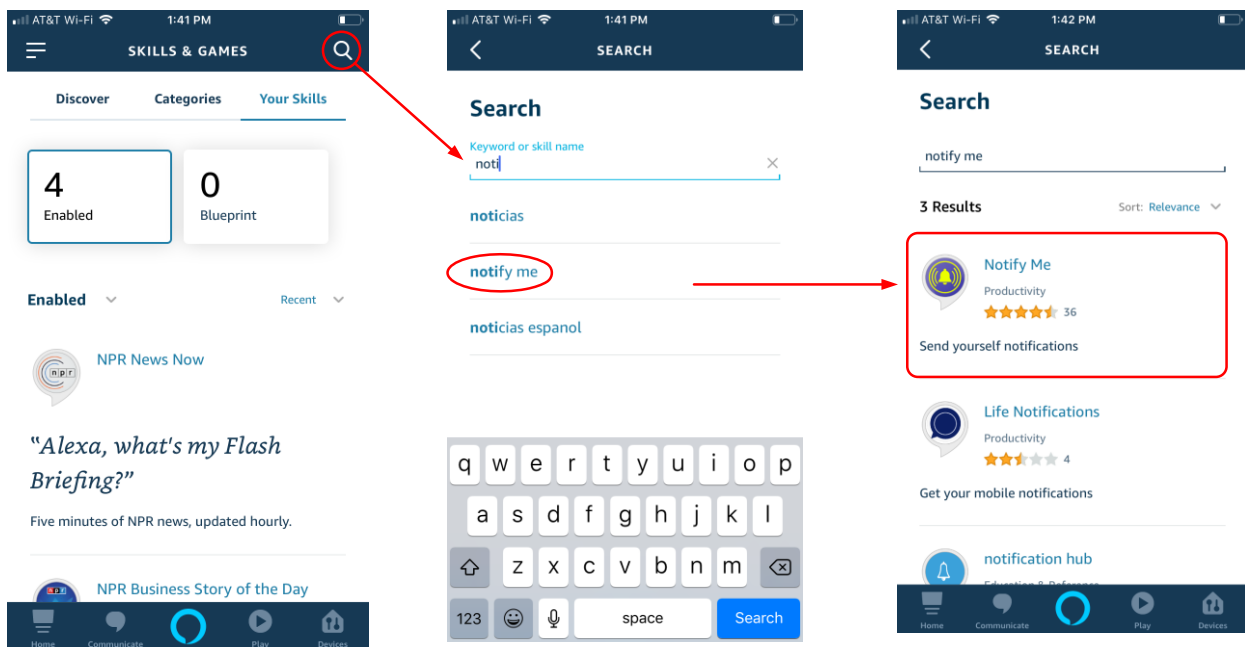 AT&T Wi-Fi 1:41 PM
SKILLS & GAMES
Discover Categories Your Skills
4
Enabled
0
Blueprint
Enabled Recent
npr
NPR News Now
“Alexa, what's my Flash
Briefing?”
Five minutes of NPR news, updated hourly.
npr
NPR Business Story of the Day
Home Communicate Play Devices
AT&T Wi-Fi 1:41 PM
SEARCH
Search
Keyword or skill name
noti
noticias
notify me
noticias espanol
q w e r t y u i o p
a s d f g h j k l
z x c v b n m
123 space Search
AT&T Wi-Fi 1:42 PM
SEARCH
Search
notify me
3 Results Sort: Relevance
Notify Me
Productivity
36
Send yourself notifications
Life Notifications
Productivity
4
Get your mobile notifications
notification hub
Education & Reference
Home Communicate Play Devices